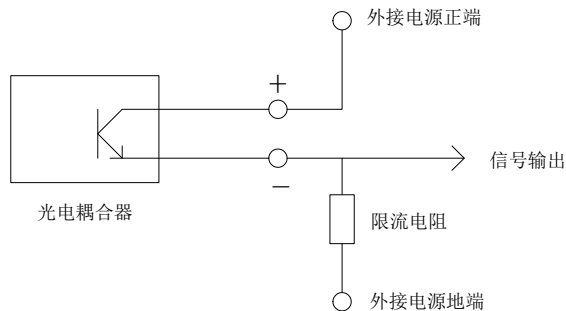 外接电源正端
+
信号输出
−
光电耦合器
限流电阻
外接电源地端